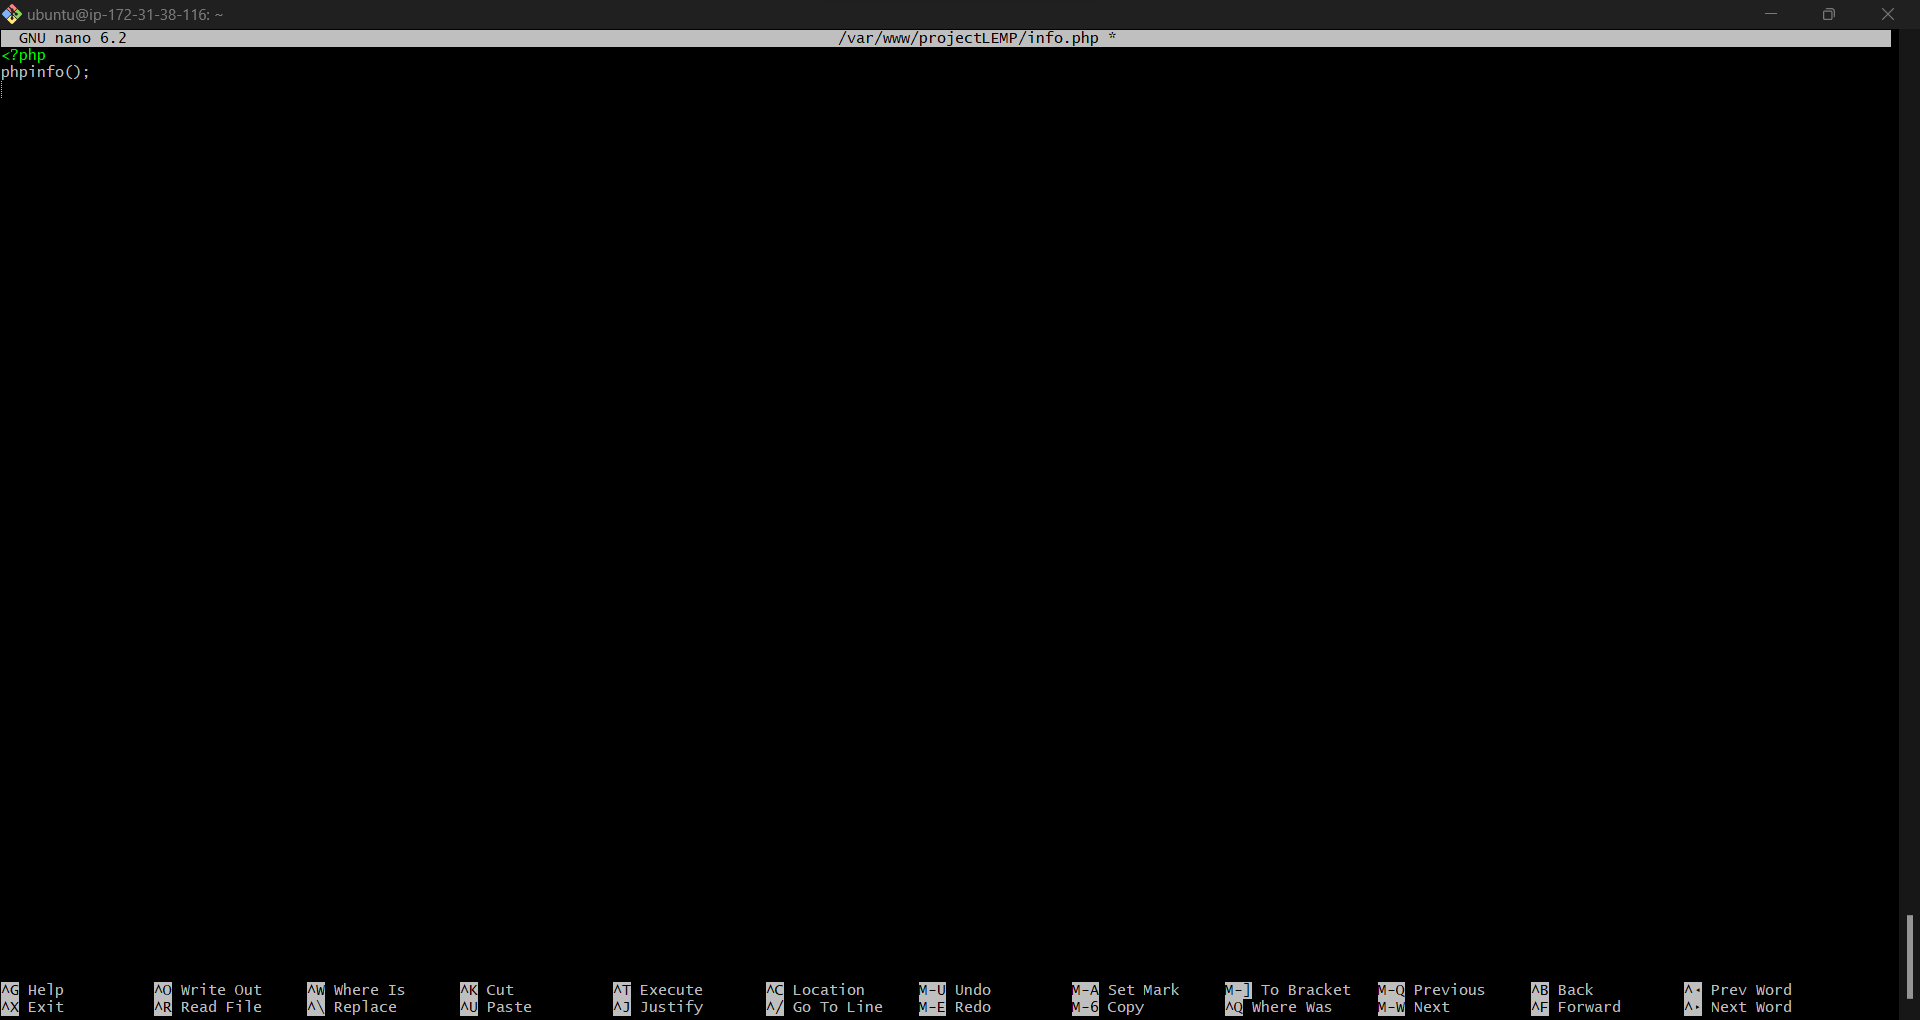 ubuntu@ip-172-31-38-116: ~
GNU nano 6.2 /var/www/projectLEMP/info.php *
<?php
phpinfo();
^G Help ^O Write Out ^W Where Is ^K Cut ^T Execute ^C Location M-U Undo M-A Set Mark M-] To Bracket M-Q Previous ^B Back ^◂ Prev Word
^X Exit ^R Read File ^\ Replace ^U Paste ^J Justify ^/ Go To Line M-E Redo M-6 Copy ^Q Where Was M-W Next ^F Forward ^▸ Next Word